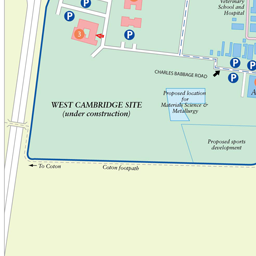 Veterinary
School and
Hospital
P
P
3
P
P
P
CHARLES BABBAGE ROAD
WEST CAMBRIDGE SITE
(under construction)
Proposed location
for
Materials Science &
Metallurgy
Proposed sports
development
To Coton
Coton footpath